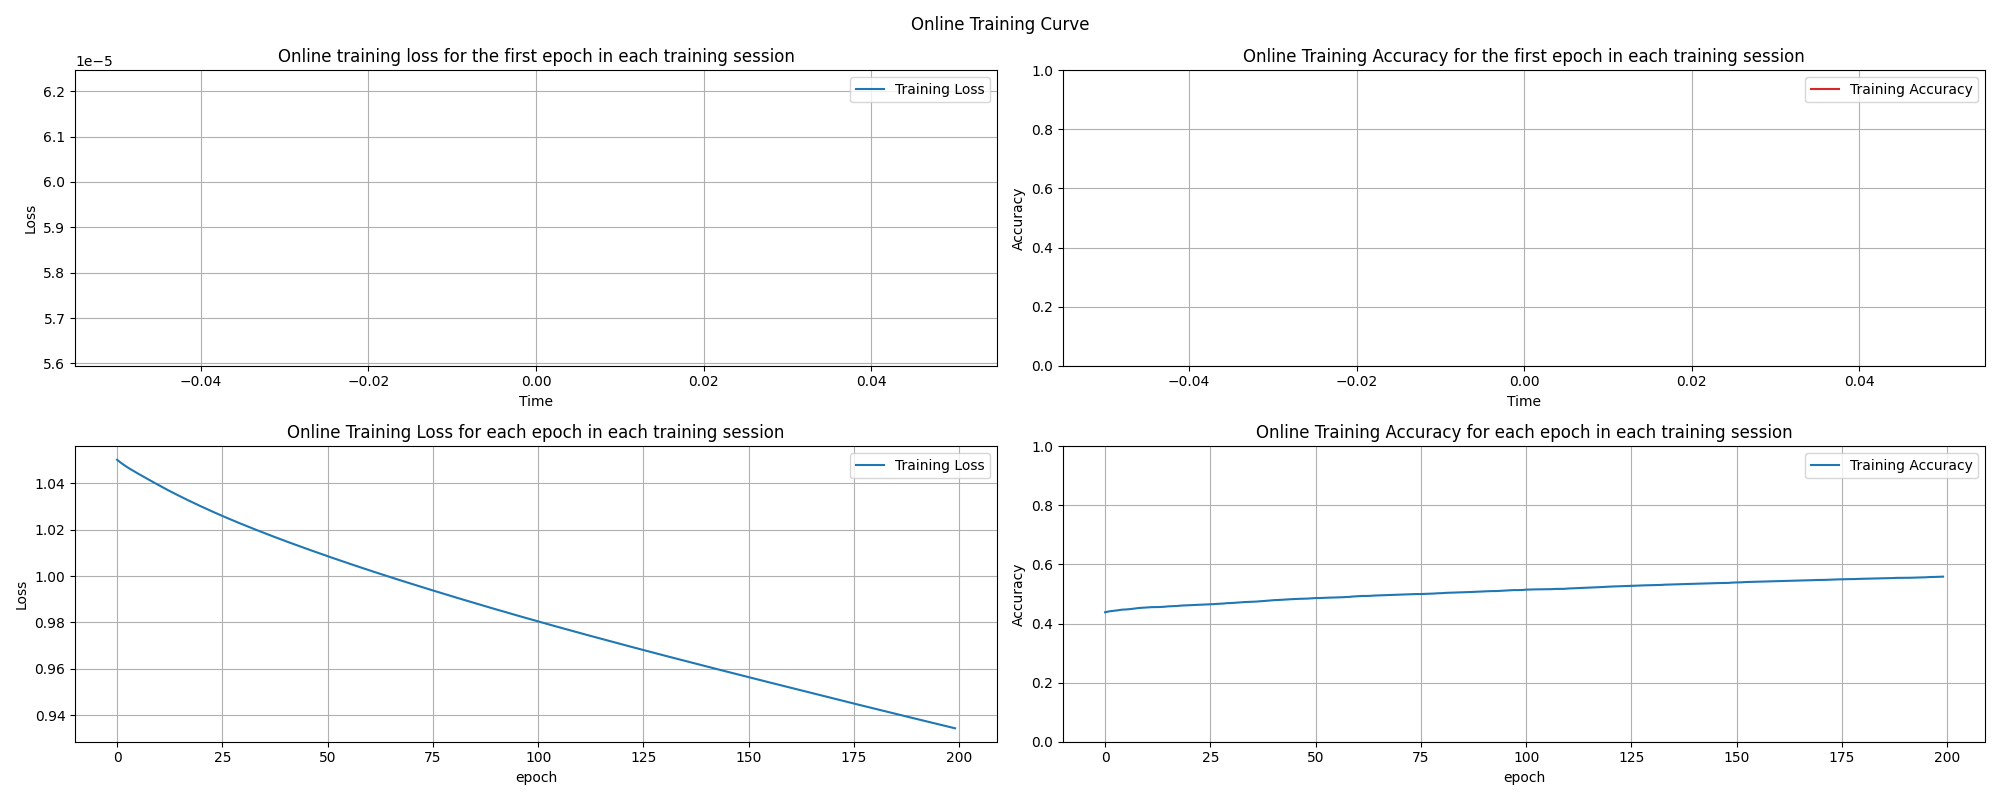 Online Training Curve
Online training loss for the first epoch in each training session
1e−5
6.2
6.1
6.0
5.9
5.8
5.7
5.6
Loss
Training Loss
−0.04 −0.02 0.00 0.02 0.04
Time
Online Training Accuracy for the first epoch in each training session
1.0
0.8
0.6
0.4
0.2
0.0
Accuracy
Training Accuracy
−0.04 −0.02 0.00 0.02 0.04
Time
Online Training Loss for each epoch in each training session
1.04
1.02
1.00
0.98
0.96
0.94
Loss
Training Loss
0 25 50 75 100 125 150 175 200
epoch
Online Training Accuracy for each epoch in each training session
1.0
0.8
0.6
0.4
0.2
0.0
Accuracy
Training Accuracy
0 25 50 75 100 125 150 175 200
epoch